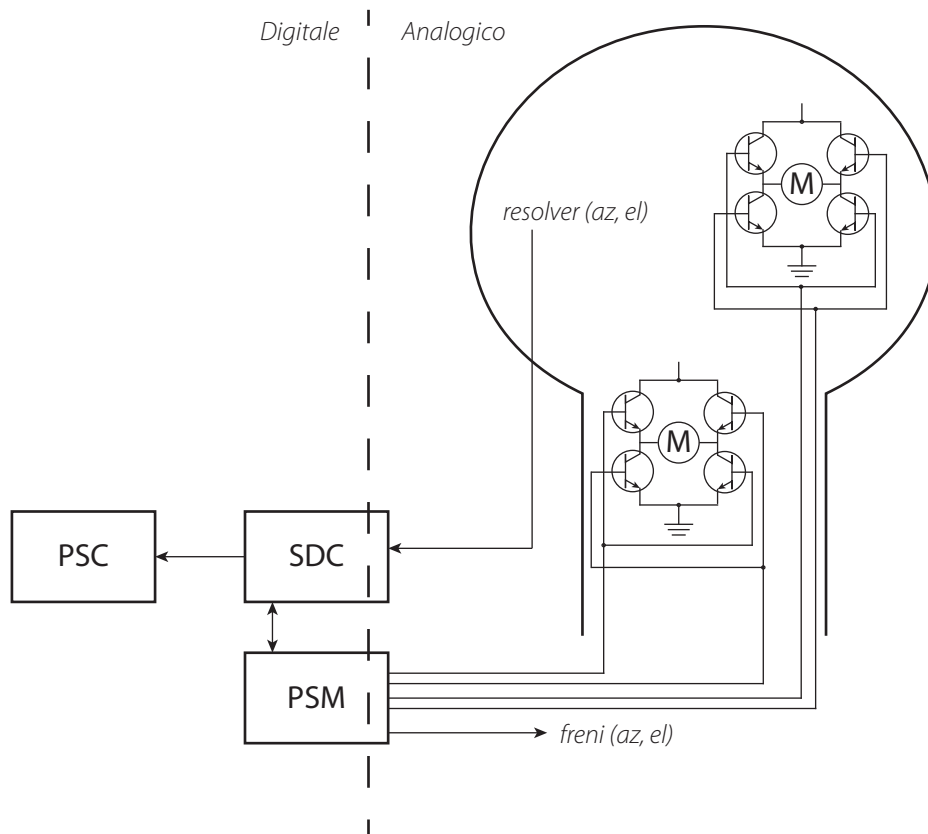 Digitale
Analogico
M
resolver (az, el)
M
PSC
SDC
PSM
freni (az, el)